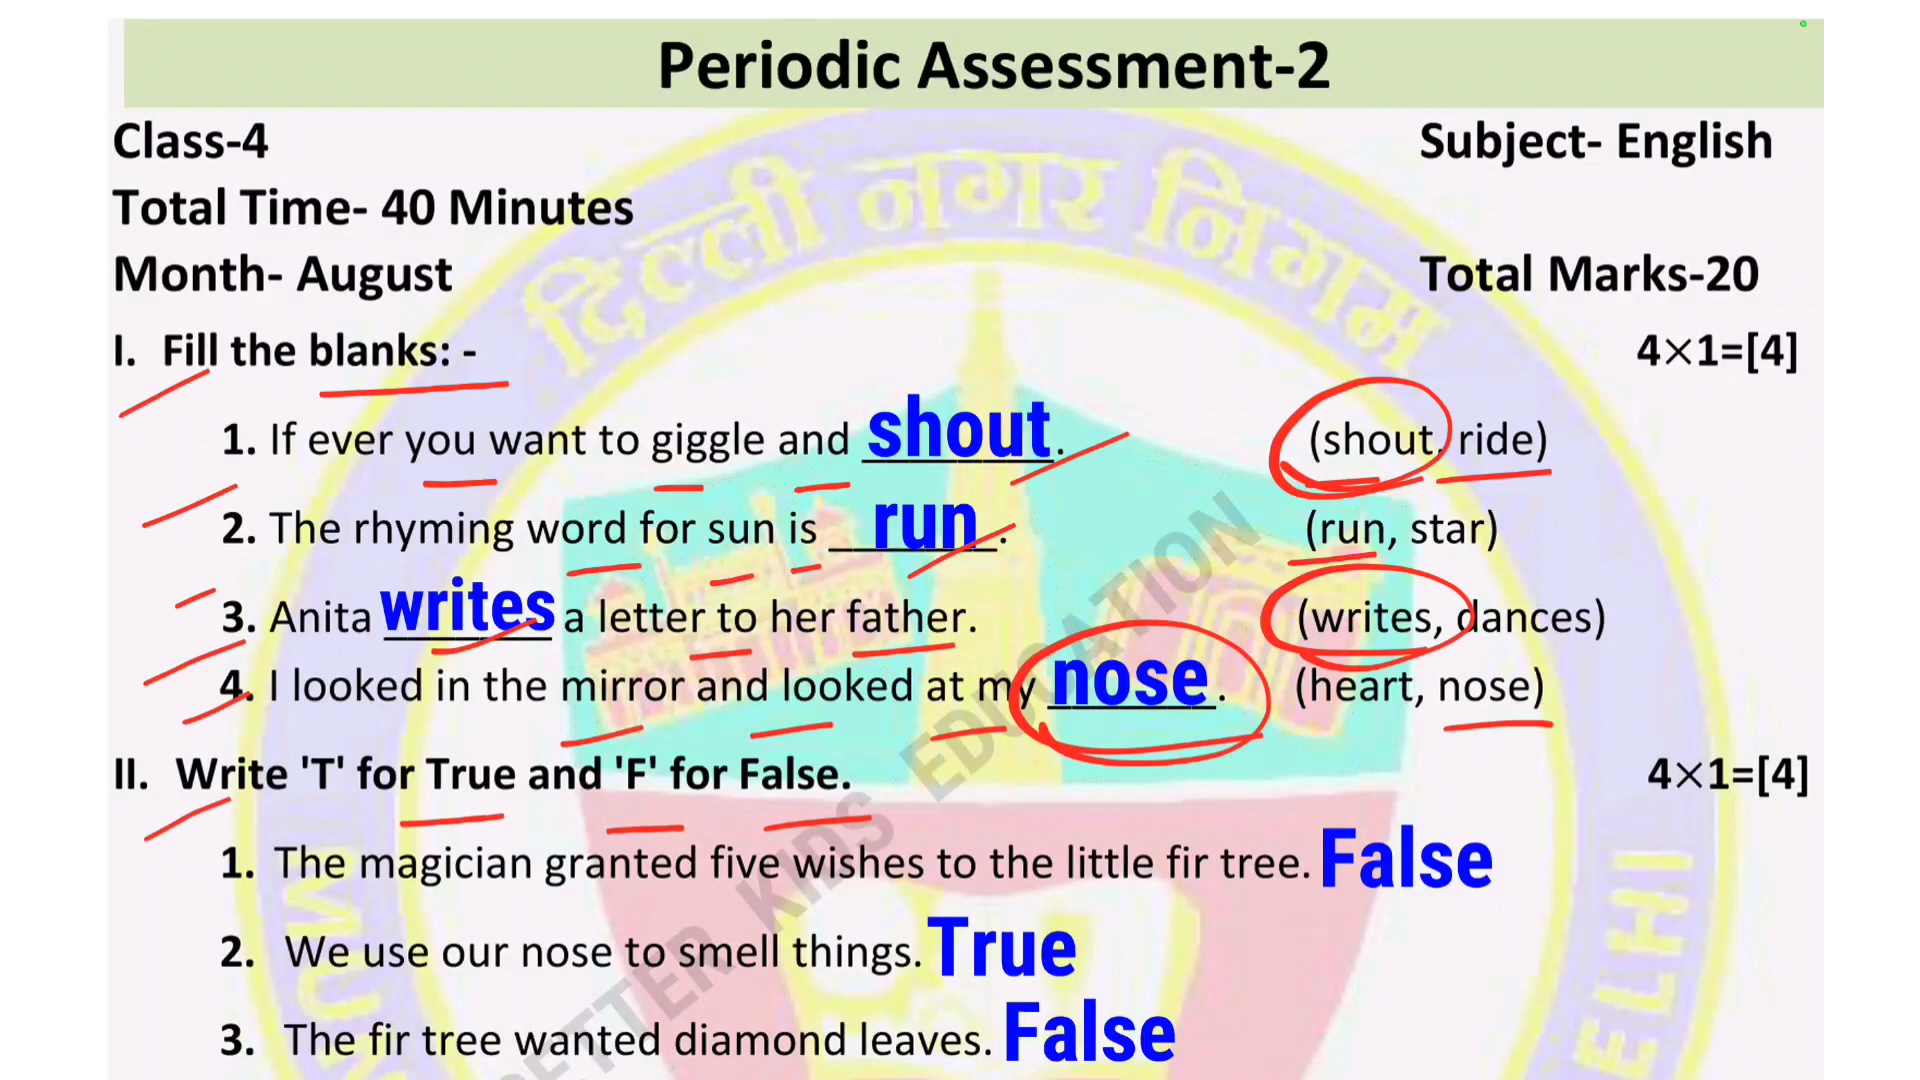 Periodic Assessment-2
Class-4 Subject- English
Total Time- 40 Minutes
Month- August Total Marks-20
I. Fill the blanks: - 4×1=[4]
1. If ever you want to giggle and shout. (shout, ride)
2. The rhyming word for sun is run. (run, star)
3. Anita writes a letter to her father. (writes, dances)
4. I looked in the mirror and looked at my nose. (heart, nose)
II. Write 'T' for True and 'F' for False. 4×1=[4]
1. The magician granted five wishes to the little fir tree. False
2. We use our nose to smell things. True
3. The fir tree wanted diamond leaves. False
दिल्ली नगर निगम
KIDS EDUCATION